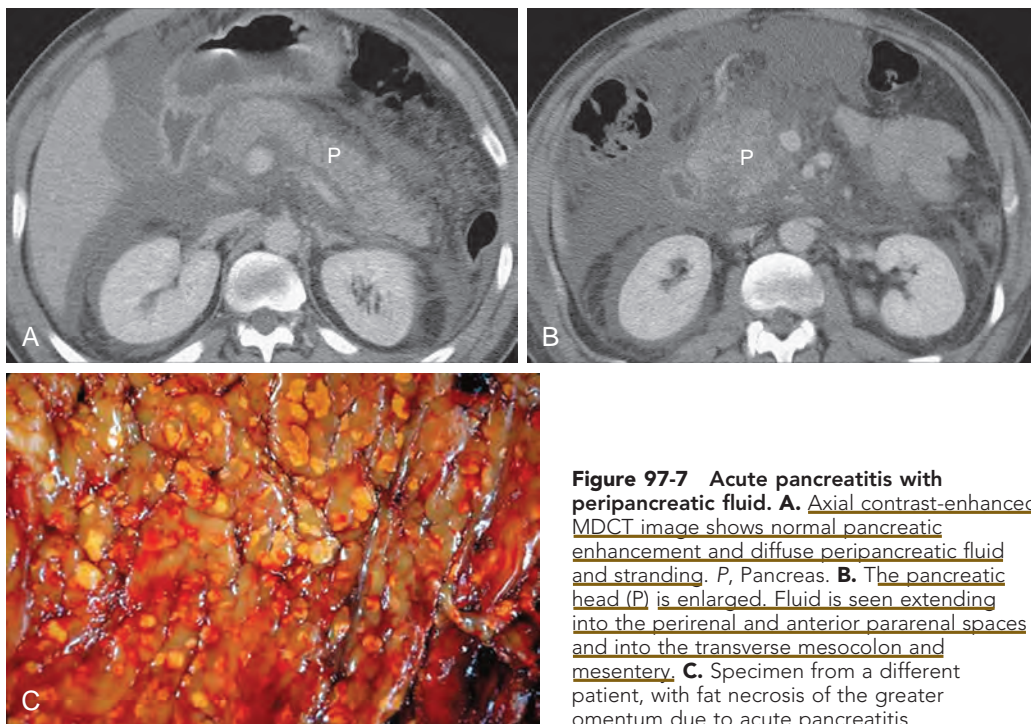 P
A
P
B
C
Figure 97-7 Acute pancreatitis with
peripancreatic fluid. A. Axial contrast-enhanced
MDCT image shows normal pancreatic
enhancement and diffuse peripancreatic fluid
and stranding. P, Pancreas. B. The pancreatic
head (P) is enlarged. Fluid is seen extending
into the perirenal and anterior pararenal spaces
and into the transverse mesocolon and
mesentery. C. Specimen from a different
patient, with fat necrosis of the greater
omentum due to acute pancreatitis